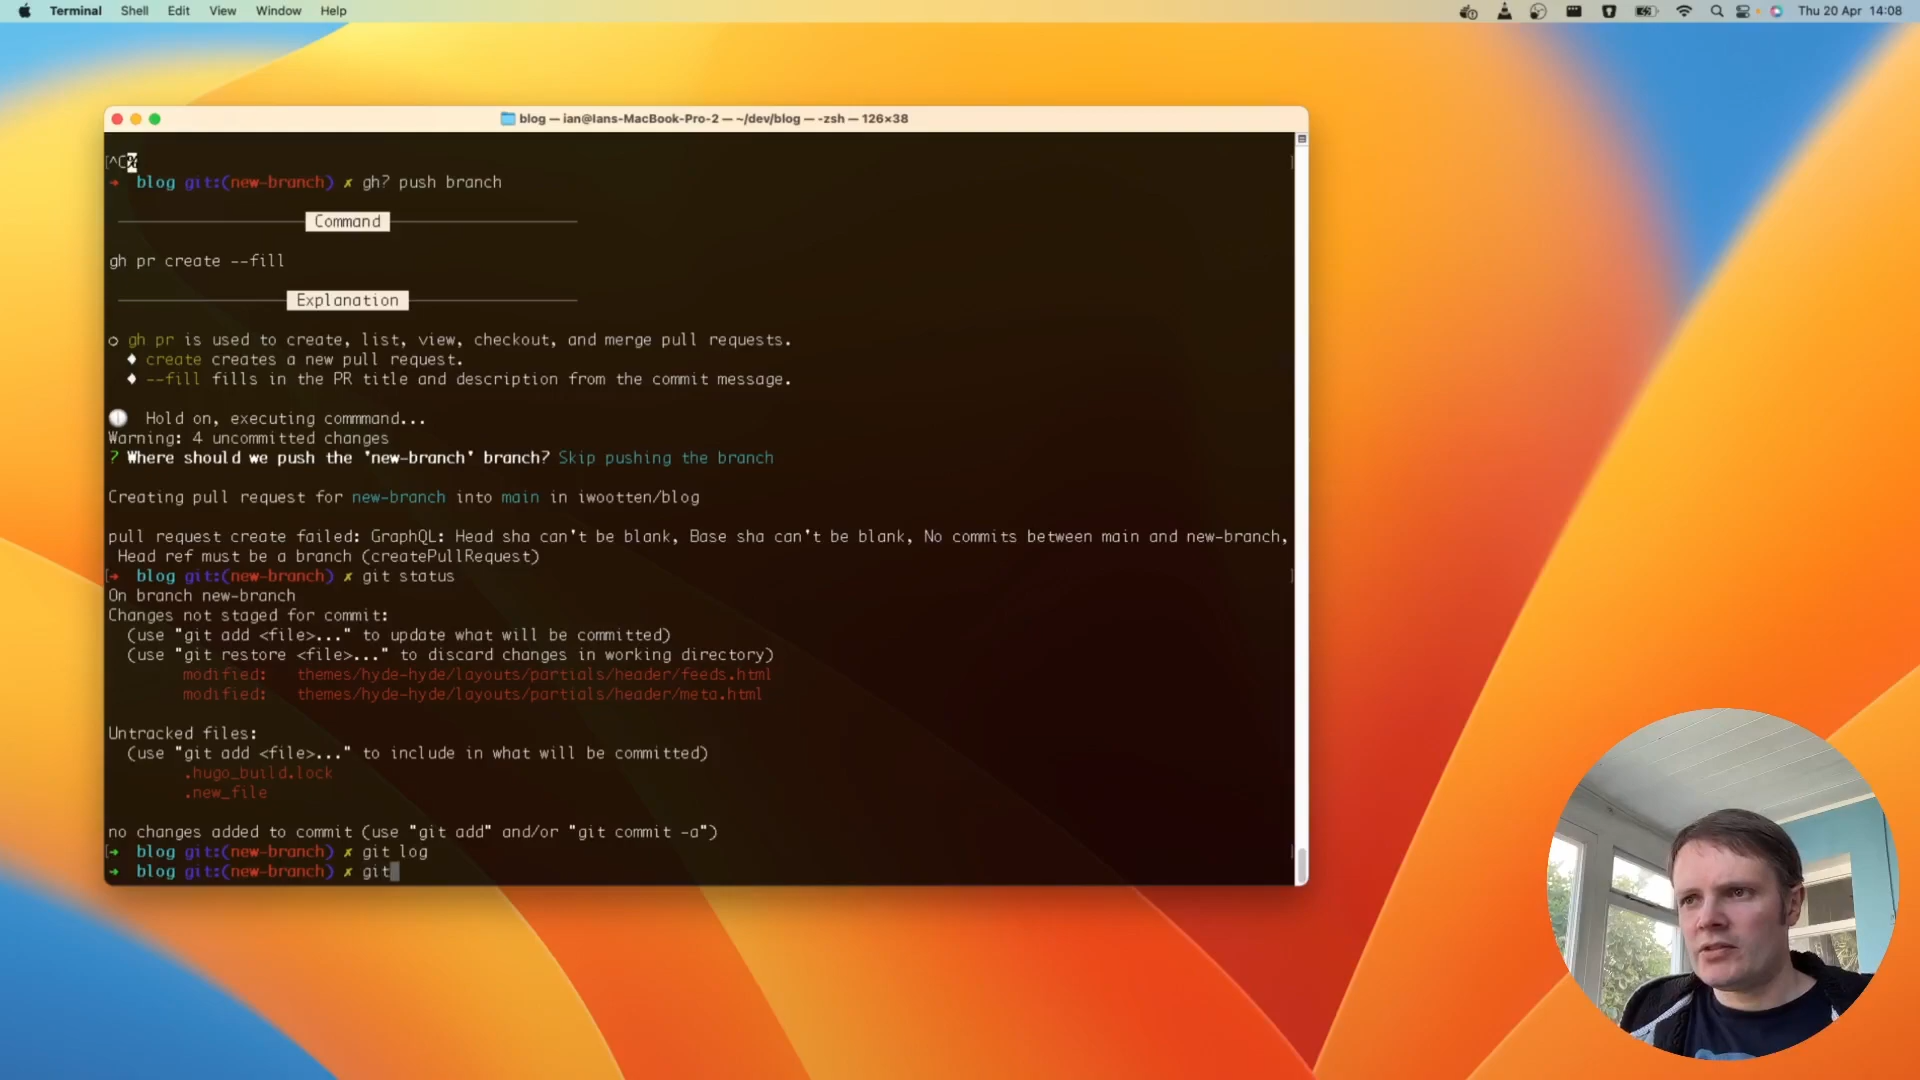 Terminal Shell Edit View Window Help Thu 20 Apr 14:08
blog — ian@Ians-MacBook-Pro-2 — ~/dev/blog — -zsh — 126×38
^C%
➜ blog git:(new-branch) ✗ gh? push branch
Command
gh pr create --fill
Explanation
○ gh pr is used to create, list, view, checkout, and merge pull requests.
◆ create creates a new pull request.
◆ --fill fills in the PR title and description from the commit message.
Hold on, executing commmand...
Warning: 4 uncommitted changes
? Where should we push the 'new-branch' branch? Skip pushing the branch
Creating pull request for new-branch into main in iwootten/blog
pull request create failed: GraphQL: Head sha can't be blank, Base sha can't be blank, No commits between main and new-branch,
Head ref must be a branch (createPullRequest)
➜ blog git:(new-branch) ✗ git status
On branch new-branch
Changes not staged for commit:
(use "git add <file>..." to update what will be committed)
(use "git restore <file>..." to discard changes in working directory)
modified: themes/hyde-hyde/layouts/partials/header/feeds.html
modified: themes/hyde-hyde/layouts/partials/header/meta.html
Untracked files:
(use "git add <file>..." to include in what will be committed)
.hugo_build.lock
.new_file
no changes added to commit (use "git add" and/or "git commit -a")
➜ blog git:(new-branch) ✗ git log
➜ blog git:(new-branch) ✗ git